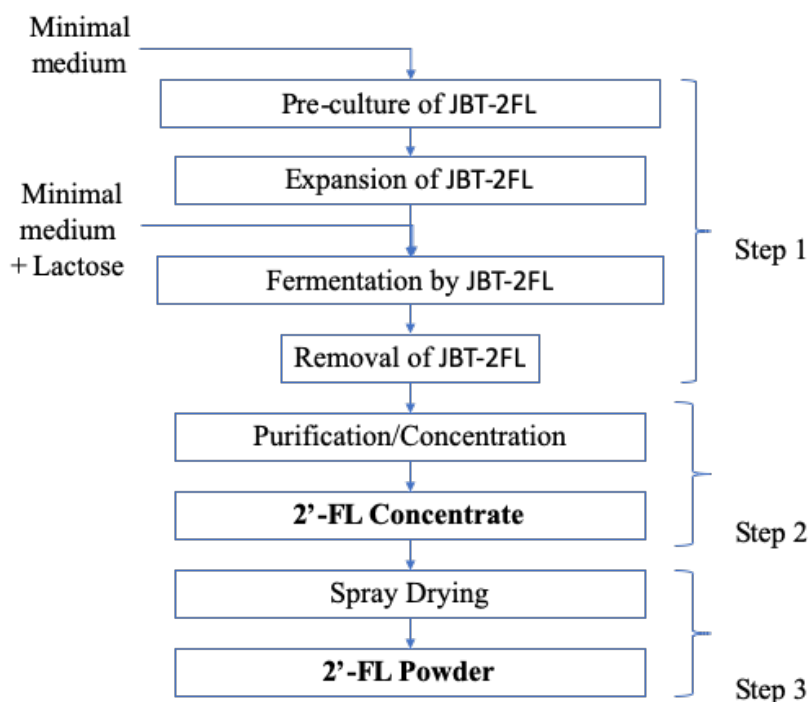 Minimal
medium
Pre-culture of JBT-2FL
Expansion of JBT-2FL
Minimal
medium
+ Lactose
Fermentation by JBT-2FL
Removal of JBT-2FL
Step 1
Purification/Concentration
2’-FL Concentrate
Step 2
Spray Drying
2’-FL Powder
Step 3